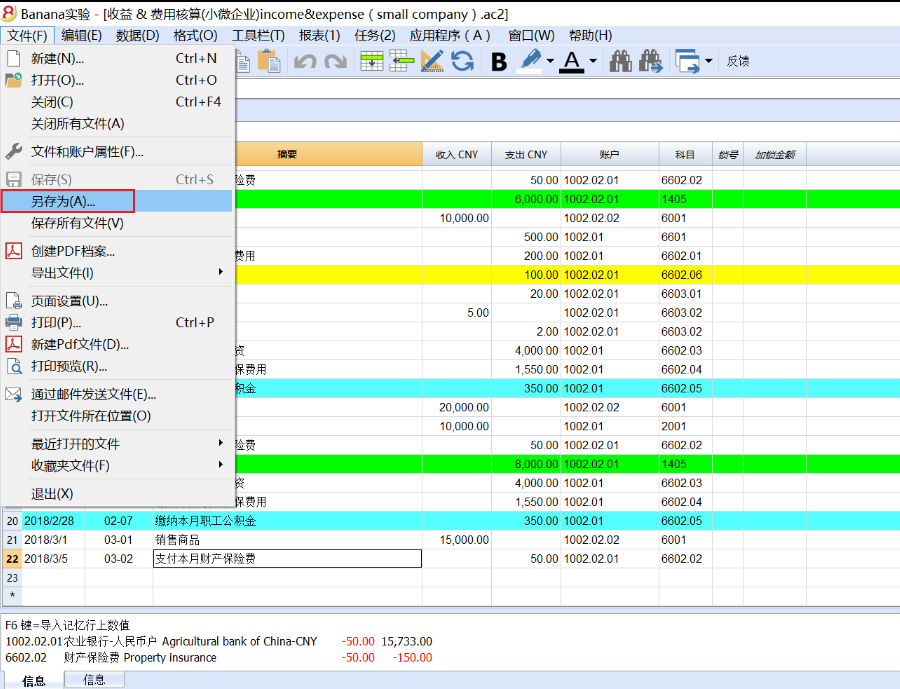 Banana实验 - [收益 & 费用核算(小微企业)income&expense ( small company ) .ac2]
文件(F) 编辑(E) 数据(D) 格式(O) 工具栏(T) 报表(1) 任务(2) 应用程序 ( A ) 窗口(W) 帮助(H)
新建(N)... Ctrl+N
打开(O)... Ctrl+O
关闭(C) Ctrl+F4
关闭所有文件(A)
文件和账户属性(F)...
保存(S) Ctrl+S
另存为(A)...
保存所有文件(V)
创建PDF档案...
导出文件(I)
页面设置(U)...
打印(P)... Ctrl+P
新建Pdf文件(D)...
打印预览(R)...
通过邮件发送文件(E)...
打开文件所在位置(O)
最近打开的文件
收藏夹文件(F)
退出(X)
B A 反馈
摘要 收入 CNY 支出 CNY 账户 科目 锁号 加锁金额
险费 50.00 1002.02.01 6602.02
6,000.00 1002.02.01 1405
10,000.00 1002.02.02 6001
500.00 1002.01 6601
费用 200.00 1002.01 6602.01
100.00 1002.02.01 6602.06
20.00 1002.02.01 6603.01
5.00 1002.02.01 6603.02
2.00 1002.02.01 6603.02
资 4,000.00 1002.01 6602.03
保费用 1,550.00 1002.01 6602.04
积金 350.00 1002.01 6602.05
20,000.00 1002.02.02 6001
10,000.00 1002.01 2001
险费 50.00 1002.02.01 6602.02
8,000.00 1002.02.01 1405
资 4,000.00 1002.01 6602.03
保费用 1,550.00 1002.01 6602.04
20 2018/2/28 02-07 缴纳本月职工公积金 350.00 1002.01 6602.05
21 2018/3/1 03-01 销售商品 15,000.00 1002.02.02 6001
22 2018/3/5 03-02 支付本月财产保险费 50.00 1002.02.01 6602.02
23
*
F6 键=导入记忆行上数值
1002.02.01农业银行-人民币户 Agricultural bank of China-CNY -50.00 15,733.00
6602.02 财产保险费 Property insurance -50.00 -150.00
信息 信息